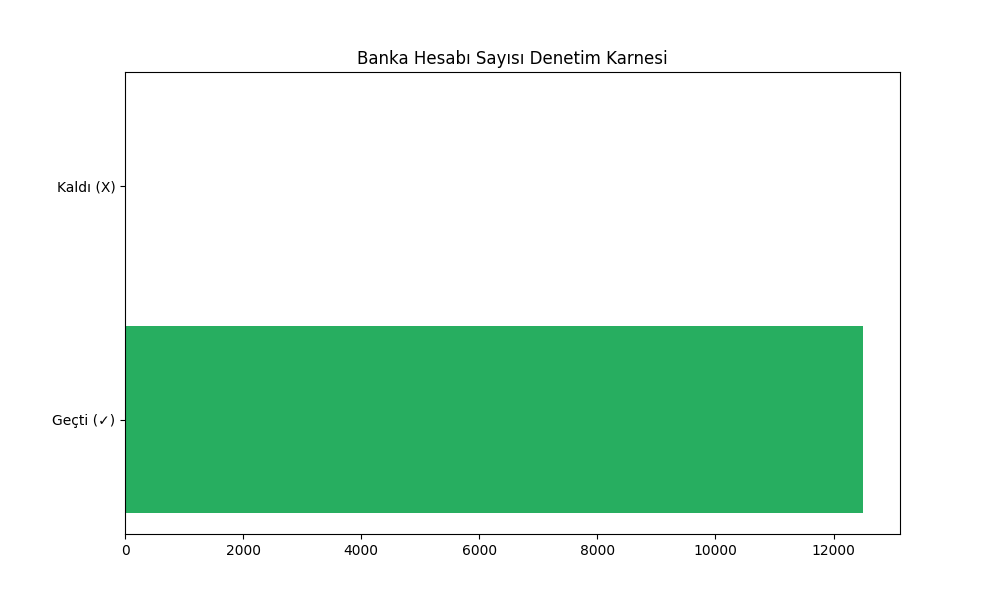 Banka Hesabı Sayısı Denetim Karnesi
Kaldı (X)
Geçti (✓)
0 2000 4000 6000 8000 10000 12000